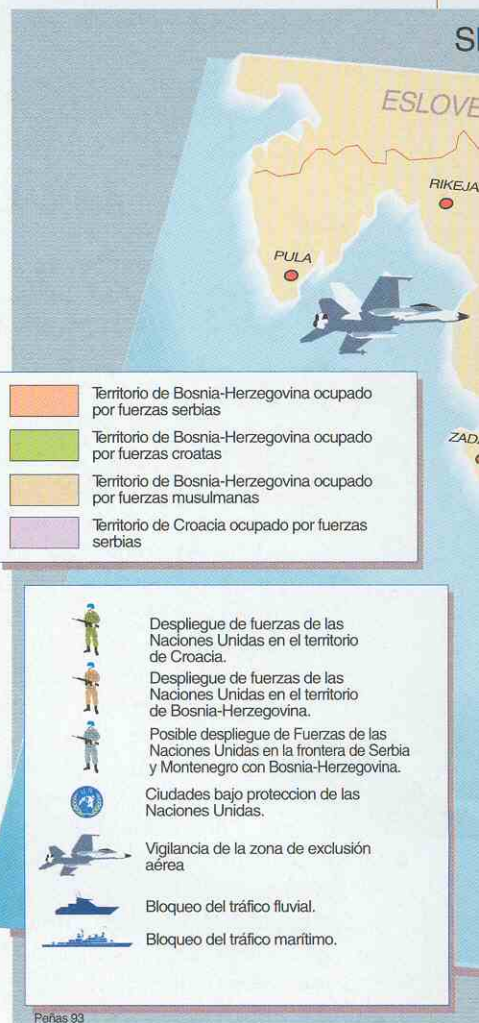 S
ESLOVE
RIKEJA
PULA
ZAD
Territorio de Bosnia-Herzegovina ocupado
por fuerzas serbias
Territorio de Bosnia-Herzegovina ocupado
por fuerzas croatas
Territorio de Bosnia-Herzegovina ocupado
por fuerzas musulmanas
Territorio de Croacia ocupado por fuerzas
serbias
Despliegue de fuerzas de las
Naciones Unidas en el territorio
de Croacia.
Despliegue de fuerzas de las
Naciones Unidas en el territorio
de Bosnia-Herzegovina.
Posible despliegue de Fuerzas de las
Naciones Unidas en la frontera de Serbia
y Montenegro con Bosnia-Herzegovina.
Ciudades bajo proteccion de las
Naciones Unidas.
Vigilancia de la zona de exclusión
aérea
Bloqueo del tráfico fluvial.
Bloqueo del tráfico marítimo.
Peñas 93